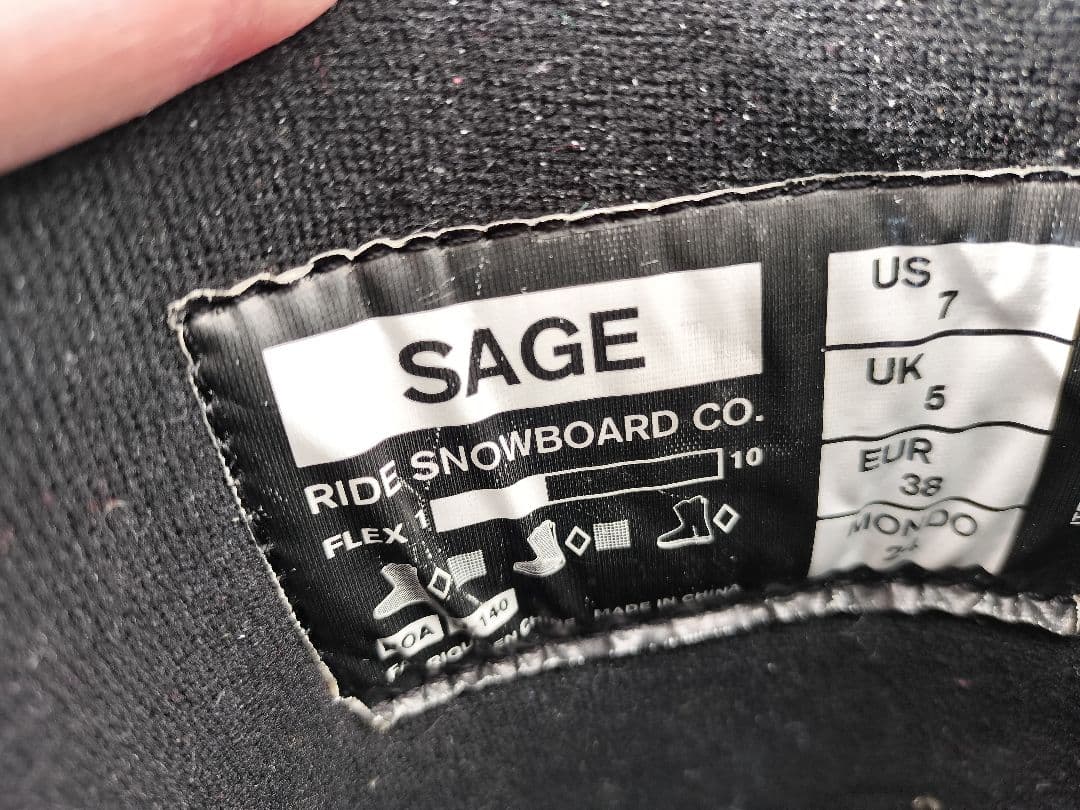 SAGE
RIDE SNOWBOARD CO.
FLEX 1 10
140
MADE IN CHINA
US
7
UK
5
EUR
38
MONDO